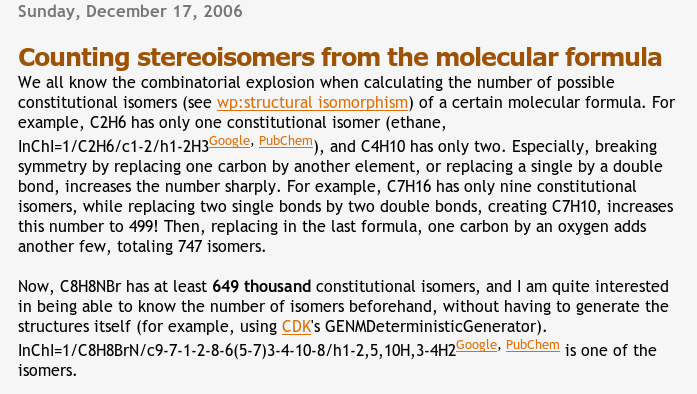 Sunday, December 17, 2006
Counting stereoisomers from the molecular formula
We all know the combinatorial explosion when calculating the number of possible
constitutional isomers (see wp:structural isomorphism) of a certain molecular formula. For
example, C2H6 has only one constitutional isomer (ethane,
InChI=1/C2H6/c1-2/h1-2H3Google, PubChem), and C4H10 has only two. Especially, breaking
symmetry by replacing one carbon by another element, or replacing a single by a double
bond, increases the number sharply. For example, C7H16 has only nine constitutional
isomers, while replacing two single bonds by two double bonds, creating C7H10, increases
this number to 499! Then, replacing in the last formula, one carbon by an oxygen adds
another few, totaling 747 isomers.
Now, C8H8NBr has at least 649 thousand constitutional isomers, and I am quite interested
in being able to know the number of isomers beforehand, without having to generate the
structures itself (for example, using CDK's GENMDeterministicGenerator).
InChI=1/C8H8BrN/c9-7-1-2-8-6(5-7)3-4-10-8/h1-2,5,10H,3-4H2Google, PubChem is one of the
isomers.